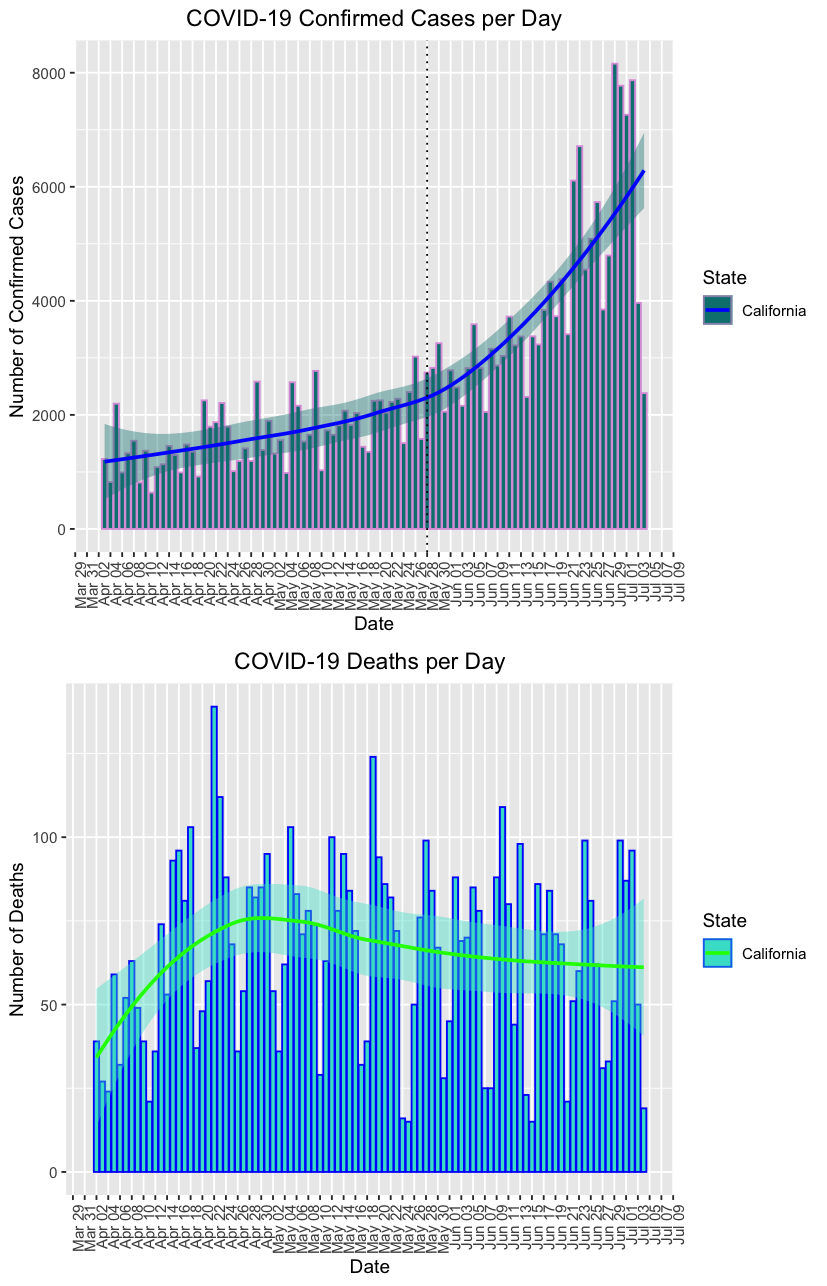 COVID-19 Confirmed Cases per Day
Number of Confirmed Cases
8000
6000
4000
2000
0
Mar 29
Mar 31
Apr 02
Apr 04
Apr 06
Apr 08
Apr 10
Apr 12
Apr 14
Apr 16
Apr 18
Apr 20
Apr 22
Apr 24
Apr 26
Apr 28
Apr 30
May 02
May 04
May 06
May 08
May 10
May 12
May 14
May 16
May 18
May 20
May 22
May 24
May 26
May 28
May 30
Jun 01
Jun 03
Jun 05
Jun 07
Jun 09
Jun 11
Jun 13
Jun 15
Jun 17
Jun 19
Jun 21
Jun 23
Jun 25
Jun 27
Jun 29
Jul 01
Jul 03
Jul 05
Jul 07
Jul 09
Date
State
California
COVID-19 Deaths per Day
Number of Deaths
100
50
0
Mar 29
Mar 31
Apr 02
Apr 04
Apr 06
Apr 08
Apr 10
Apr 12
Apr 14
Apr 16
Apr 18
Apr 20
Apr 22
Apr 24
Apr 26
Apr 28
Apr 30
May 02
May 04
May 06
May 08
May 10
May 12
May 14
May 16
May 18
May 20
May 22
May 24
May 26
May 28
May 30
Jun 01
Jun 03
Jun 05
Jun 07
Jun 09
Jun 11
Jun 13
Jun 15
Jun 17
Jun 19
Jun 21
Jun 23
Jun 25
Jun 27
Jun 29
Jul 01
Jul 03
Jul 05
Jul 07
Jul 09
Date
State
California